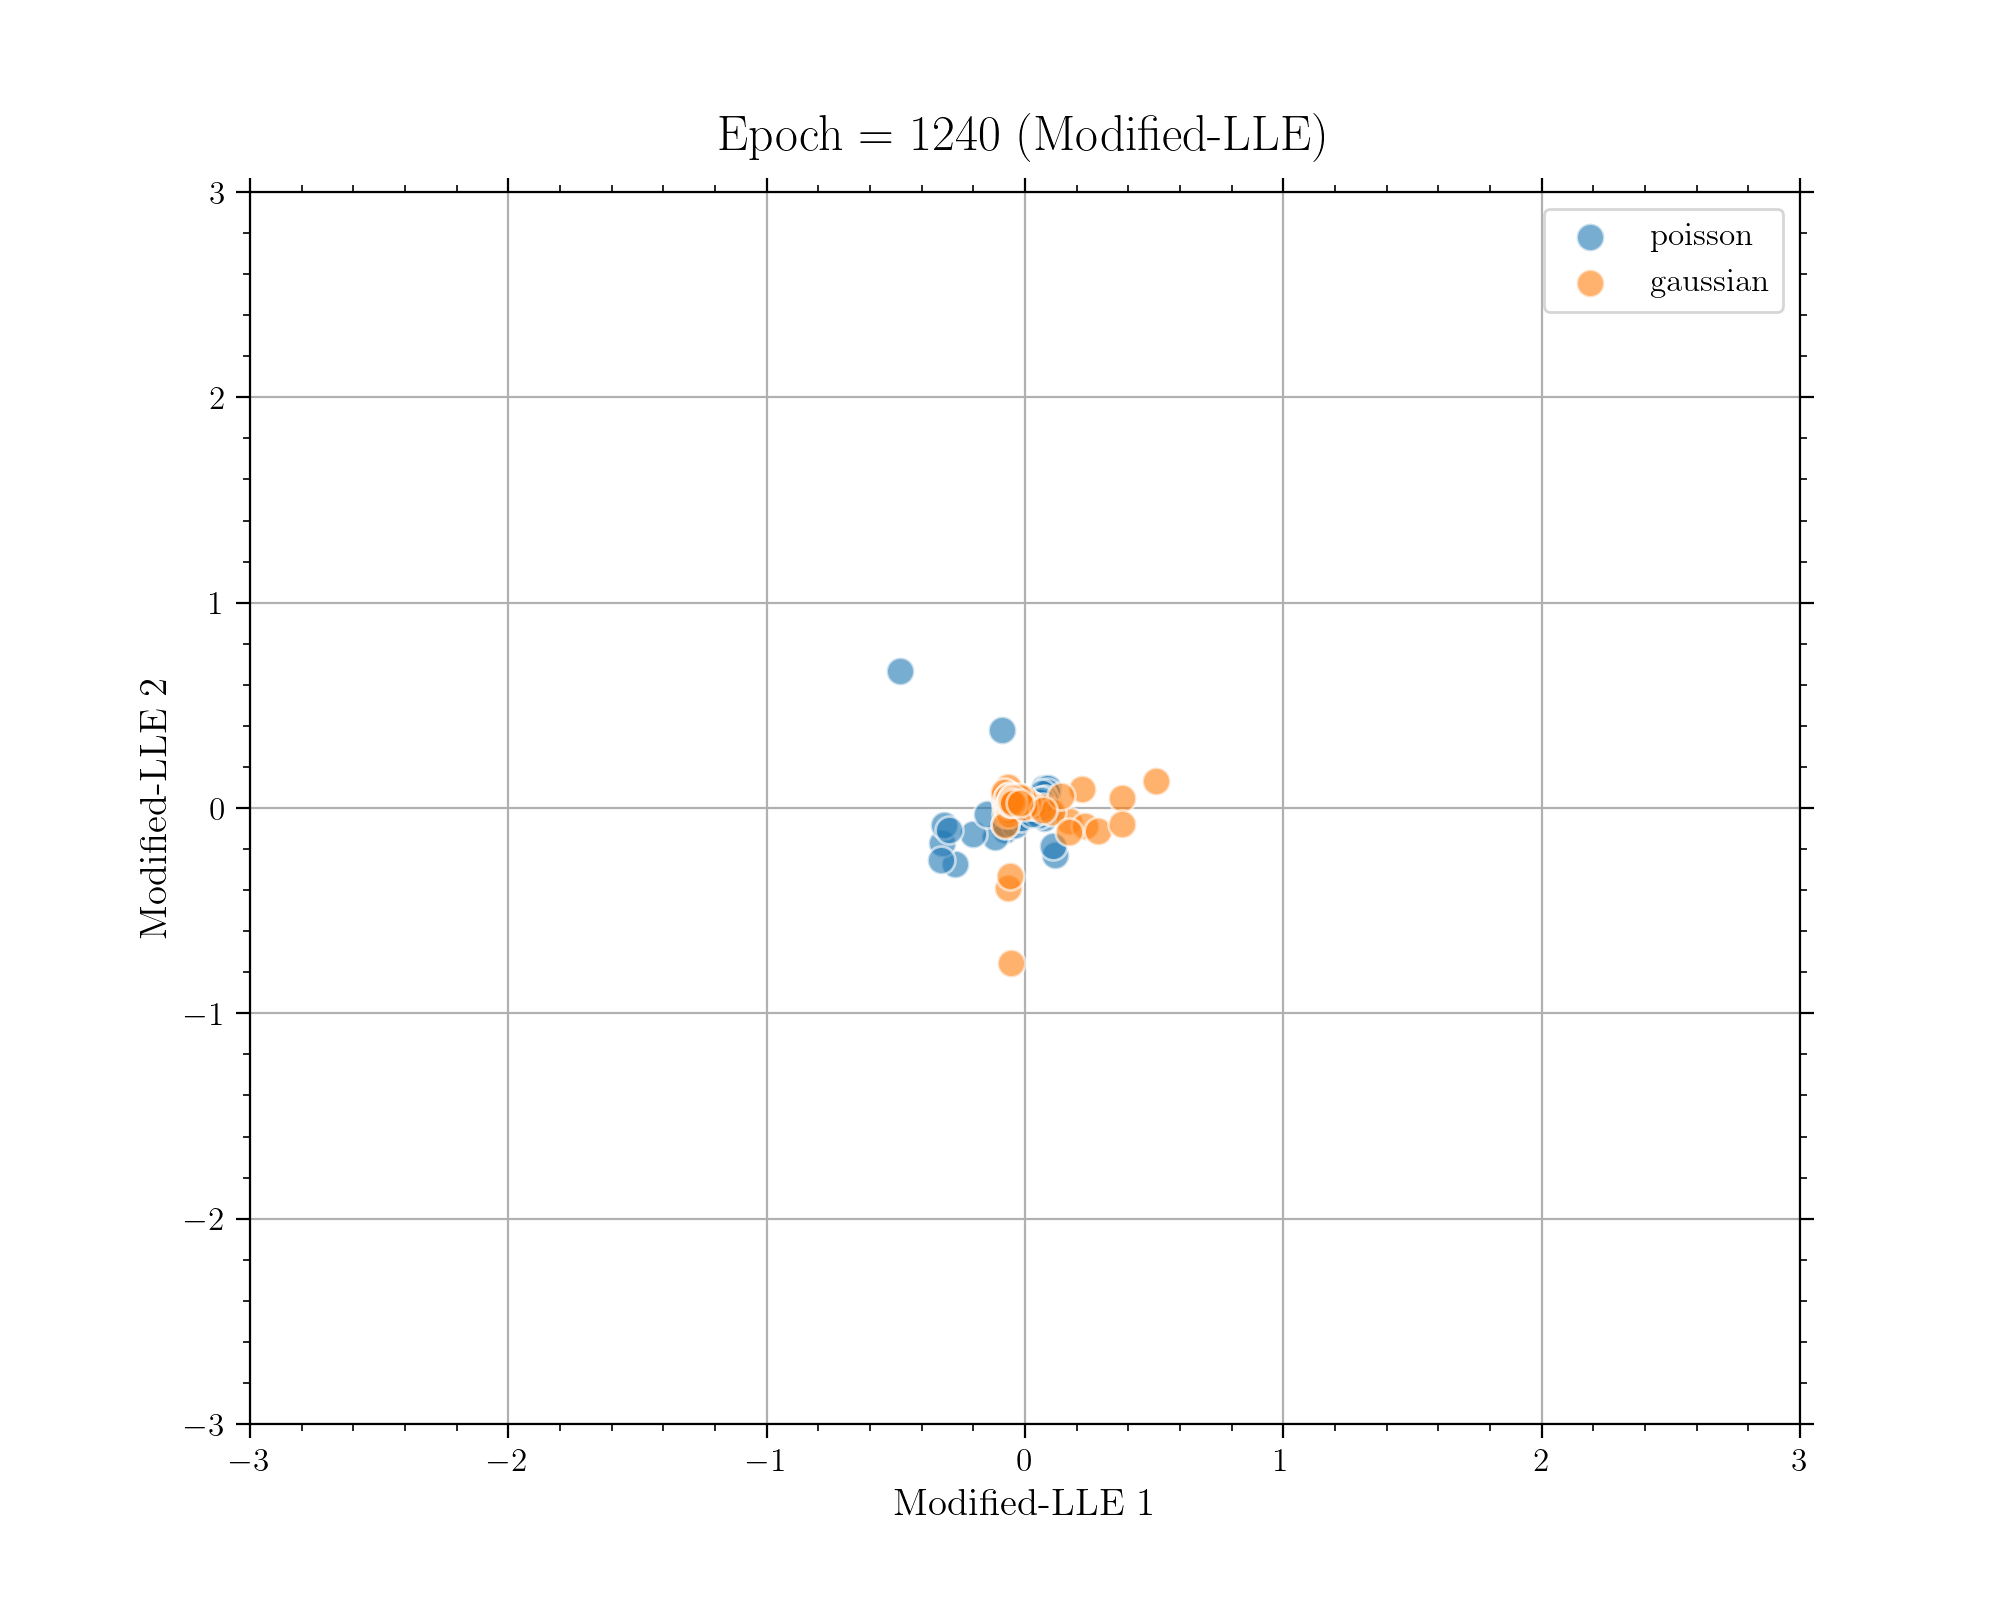 Epoch = 1240 (Modified-LLE)
poisson
gaussian
3
2
1
0
−1
−2
−3
Modified-LLE 2
−3
−2
−1
0
1
2
3
Modified-LLE 1